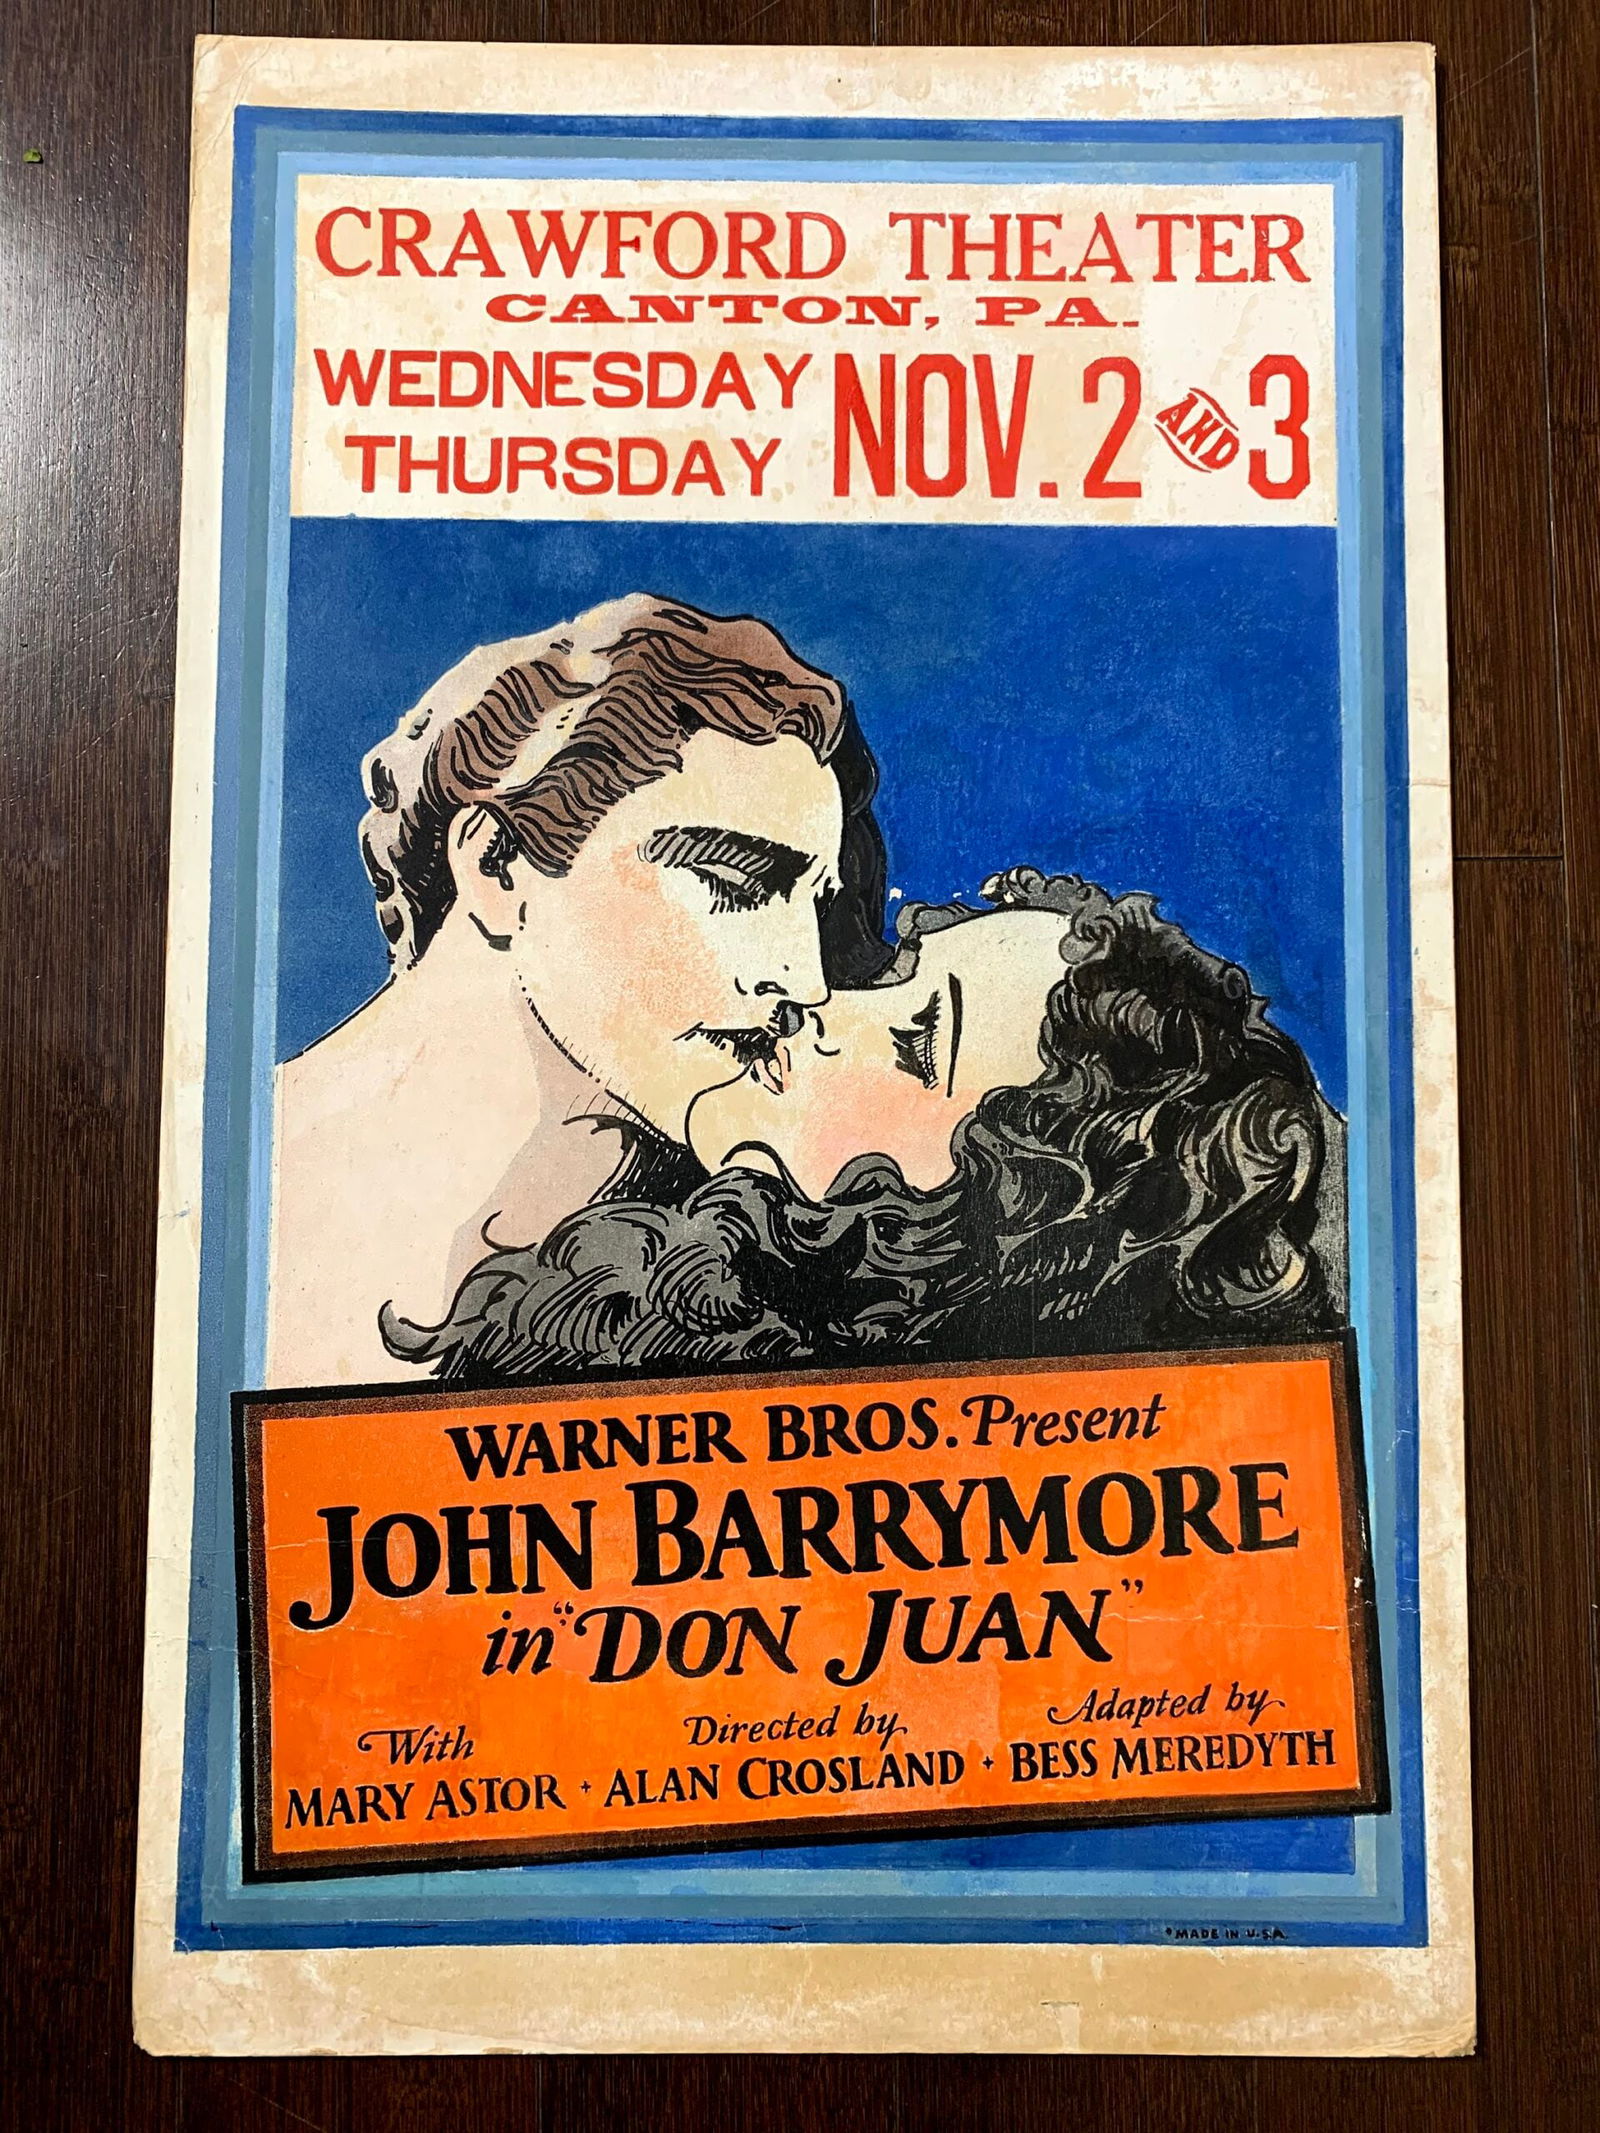 CRAWFORD THEATER
CANTON, PA.
WEDNESDAY
THURSDAY
NOV. 2 AND 3
WARNER BROS. Present
JOHN BARRYMORE
in "DON JUAN"
With
MARY ASTOR
Directed by
ALAN CROSLAND
Adapted by
BESS MEREDYTH
MADE IN U.S.A.